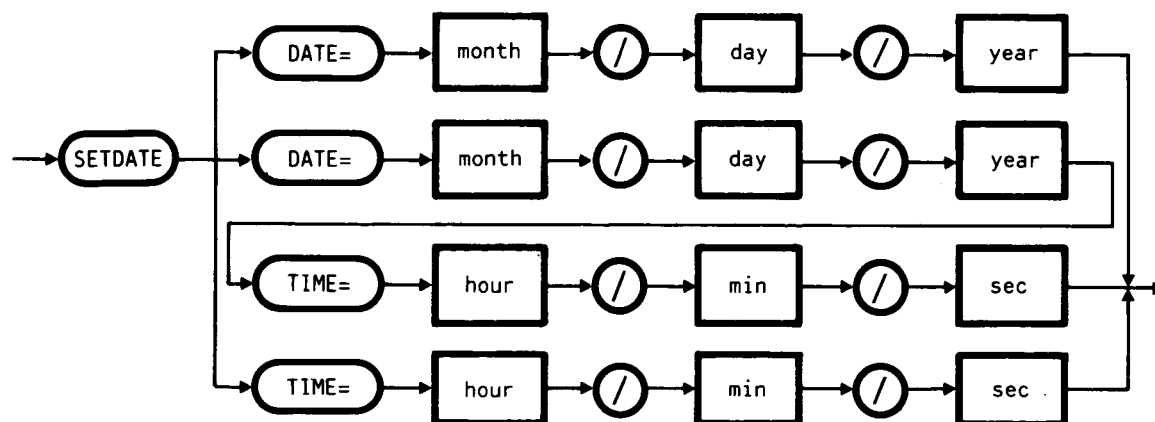 DATE= month / day / year
SETDATE DATE= month / day / year
TIME= hour / min / sec
TIME= hour / min / sec